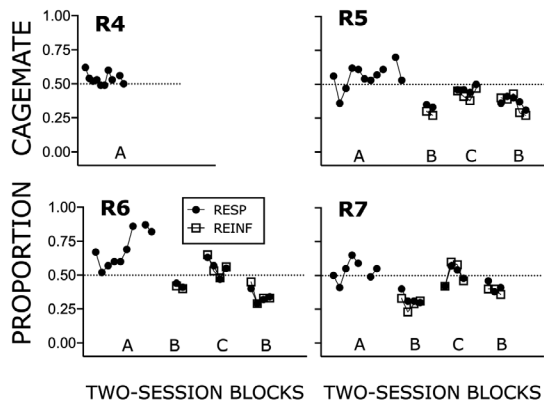 R4
R5
CAGEMATE
1.00
0.75
0.50
0.25
0.00
A
A
B
C
B
R6
R7
PROPORTION
1.00
0.75
0.50
0.25
0.00
RESP
REINF
A
B
C
B
A
B
C
B
TWO-SESSION BLOCKS
TWO-SESSION BLOCKS